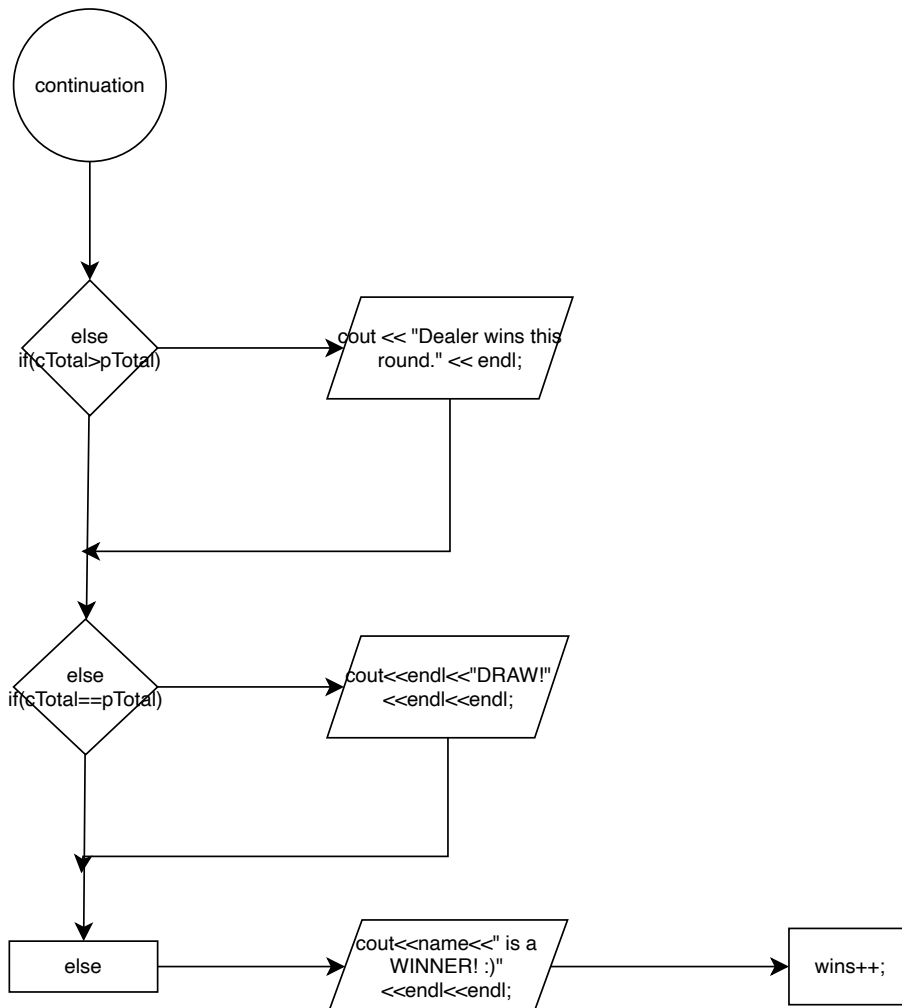 continuation
else
if(cTotal>pTotal)
cout << "Dealer wins this
round." << endl;
else
if(cTotal==pTotal)
cout<<endl<<"DRAW!"
<<endl<<endl;
else
cout<<name<<" is a
WINNER! :)"
<<endl<<endl;
wins++;